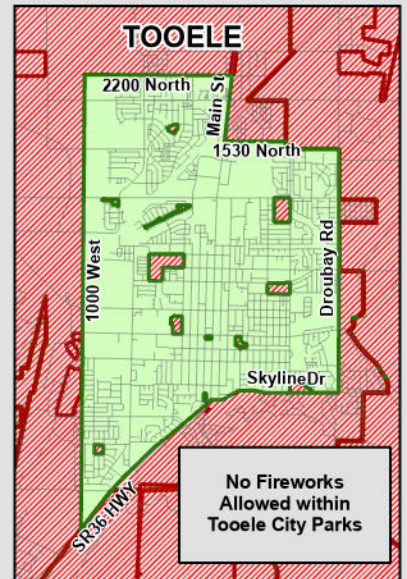 TOOELE
2200 North
Main St
1530 North
1000 West
Droubay Rd
SkylineDr
SR36 HWY
No Fireworks
Allowed within
Tooele City Parks